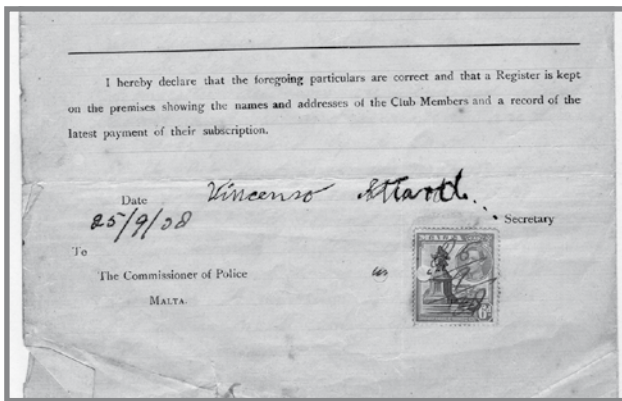 I hereby declare that the foregoing particulars are correct and that a Register is kept
on the premises showing the names and addresses of the Club Members and a record of the
latest payment of their subscription.
Vincenso Attard.
Date
Secretary
25/9/38
To
The Commissioner of Police
MALTA.